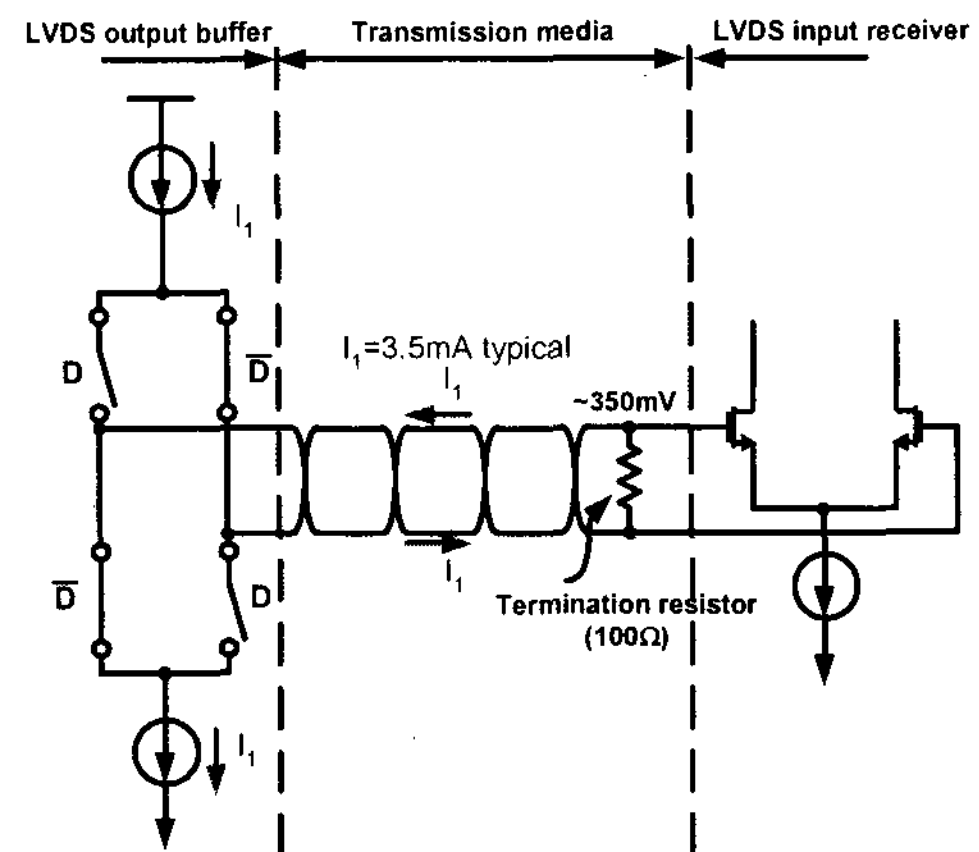 LVDS output buffer
Transmission media
LVDS input receiver
I₁
D
D̅
I₁=3.5mA typical
I₁
~350mV
I₁
D̅
D
Termination resistor
(100Ω)
I₁